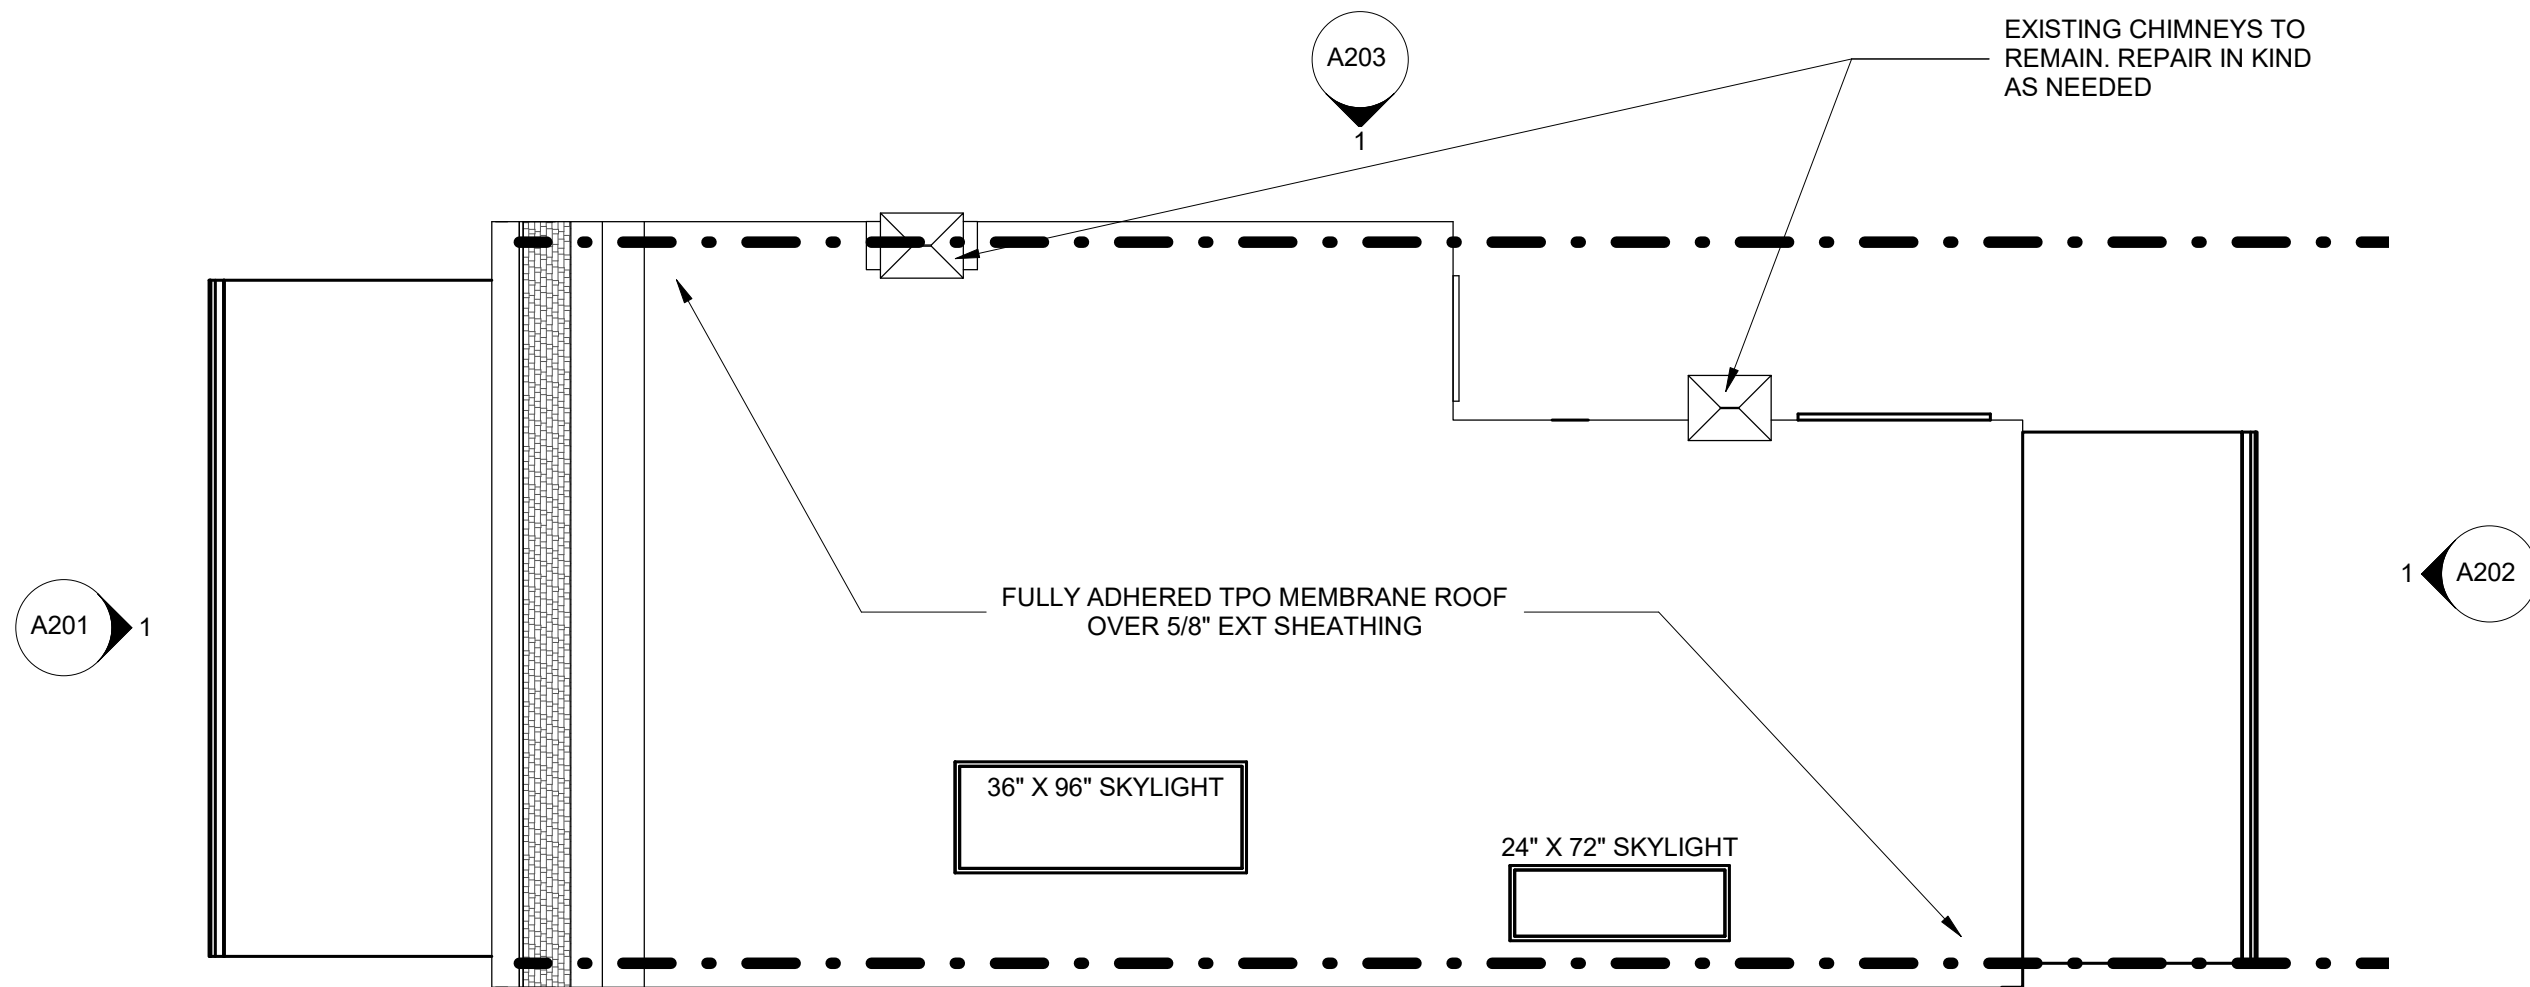 EXISTING CHIMNEYS TO
REMAIN. REPAIR IN KIND
AS NEEDED
A203
1
FULLY ADHERED TPO MEMBRANE ROOF
OVER 5/8" EXT SHEATHING
A201
1
1
A202
36" X 96" SKYLIGHT
24" X 72" SKYLIGHT